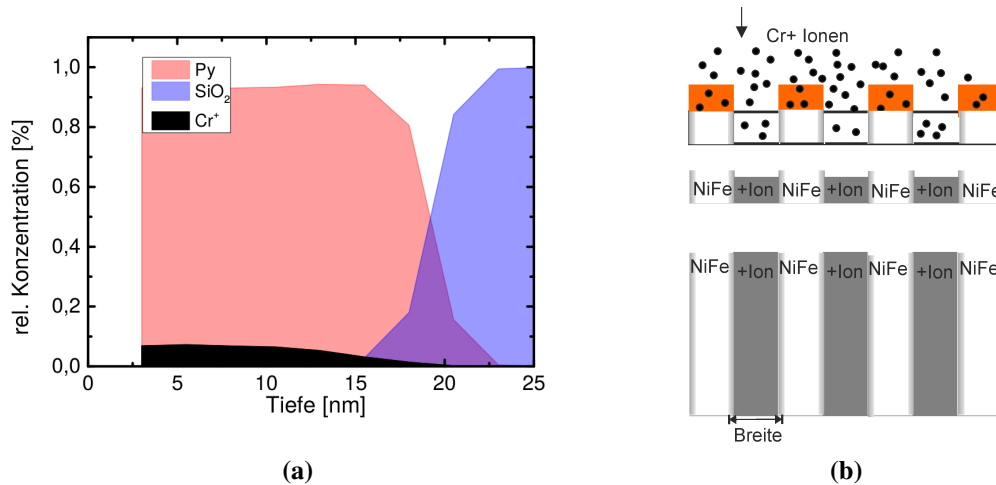 1,0
0,8
0,6
0,4
0,2
0,0
rel. Konzentration [%]
Py
SiO₂
Cr⁺
0 5 10 15 20 25
Tiefe [nm]
(a)
Cr+ Ionen
NiFe +Ion NiFe +Ion NiFe +Ion NiFe
NiFe +Ion NiFe +Ion NiFe +Ion NiFe
Breite
(b)